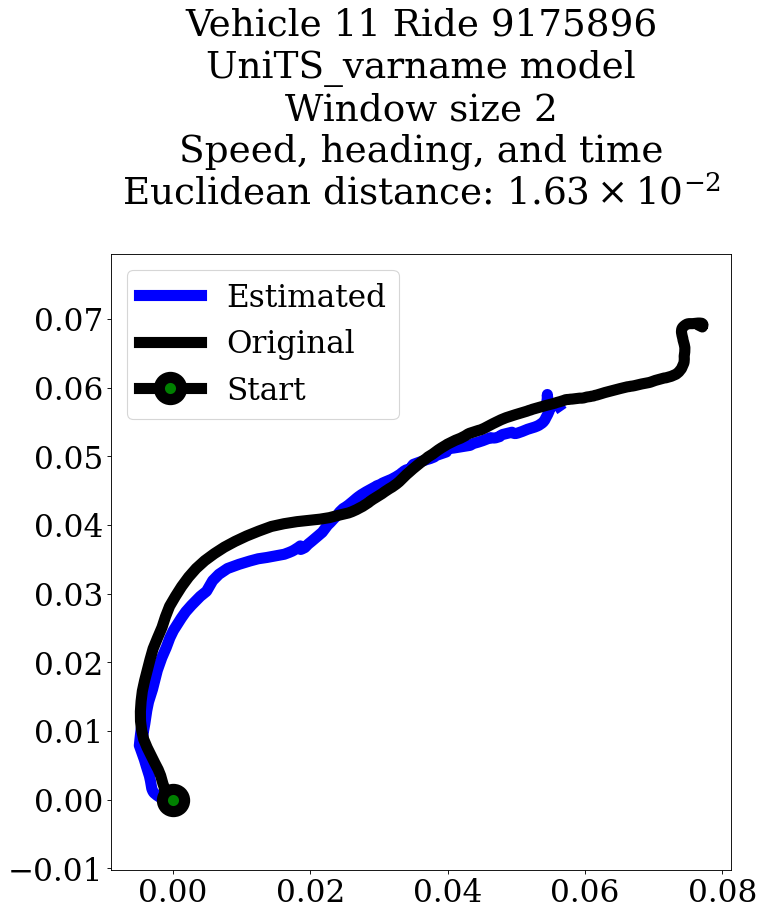 Vehicle 11 Ride 9175896
UniTS_varname model
Window size 2
Speed, heading, and time
Euclidean distance: 1.63 × 10⁻²
Estimated
Original
Start
0.07
0.06
0.05
0.04
0.03
0.02
0.01
0.00
−0.01
0.00 0.02 0.04 0.06 0.08